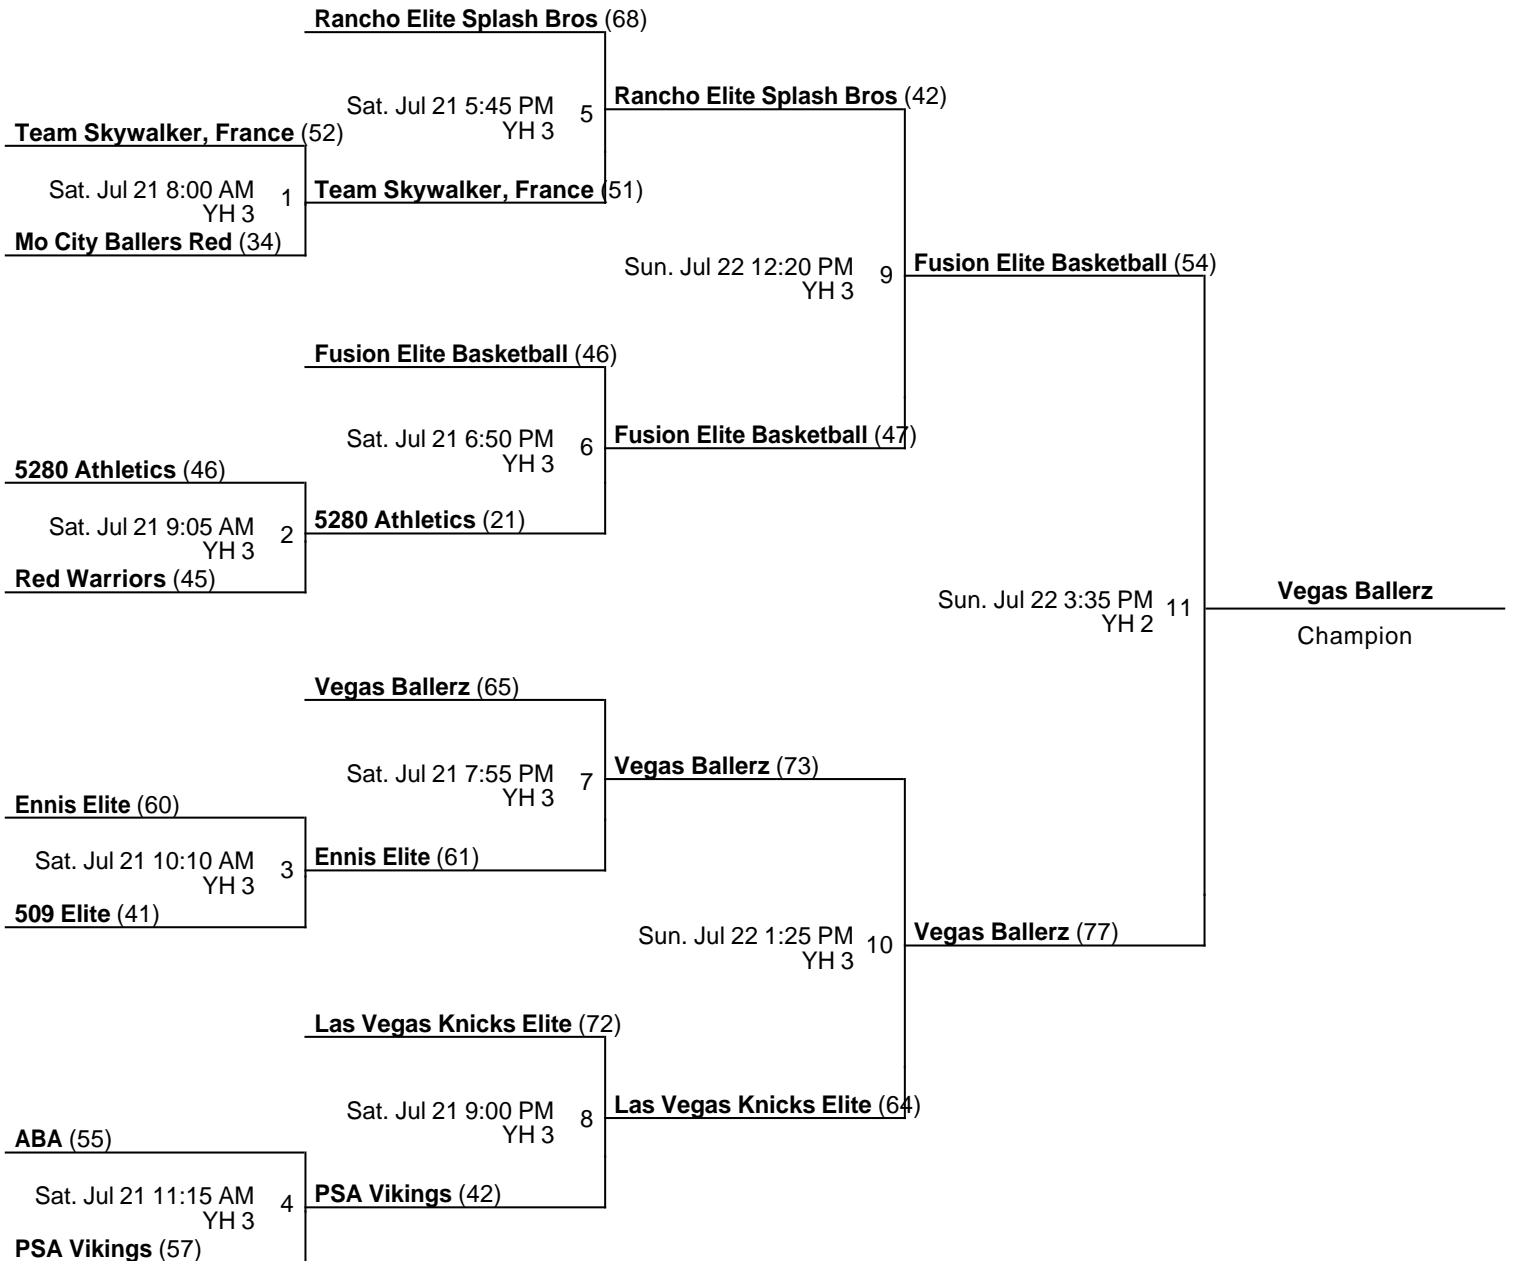 Rancho Elite Splash Bros (68)
Sat. Jul 21 5:45 PM
YH 3
5
Rancho Elite Splash Bros (42)
Team Skywalker, France (52)
Sat. Jul 21 8:00 AM
YH 3
1
Team Skywalker, France (51)
Mo City Ballers Red (34)
Sun. Jul 22 12:20 PM
YH 3
9
Fusion Elite Basketball (54)
Fusion Elite Basketball (46)
Sat. Jul 21 6:50 PM
YH 3
6
Fusion Elite Basketball (47)
5280 Athletics (46)
Sat. Jul 21 9:05 AM
YH 3
2
5280 Athletics (21)
Red Warriors (45)
Sun. Jul 22 3:35 PM
YH 2
11
Vegas Ballerz
Champion
Vegas Ballerz (65)
Sat. Jul 21 7:55 PM
YH 3
7
Vegas Ballerz (73)
Ennis Elite (60)
Sat. Jul 21 10:10 AM
YH 3
3
Ennis Elite (61)
509 Elite (41)
Sun. Jul 22 1:25 PM
YH 3
10
Vegas Ballerz (77)
Las Vegas Knicks Elite (72)
Sat. Jul 21 9:00 PM
YH 3
8
Las Vegas Knicks Elite (64)
ABA (55)
Sat. Jul 21 11:15 AM
YH 3
4
PSA Vikings (42)
PSA Vikings (57)